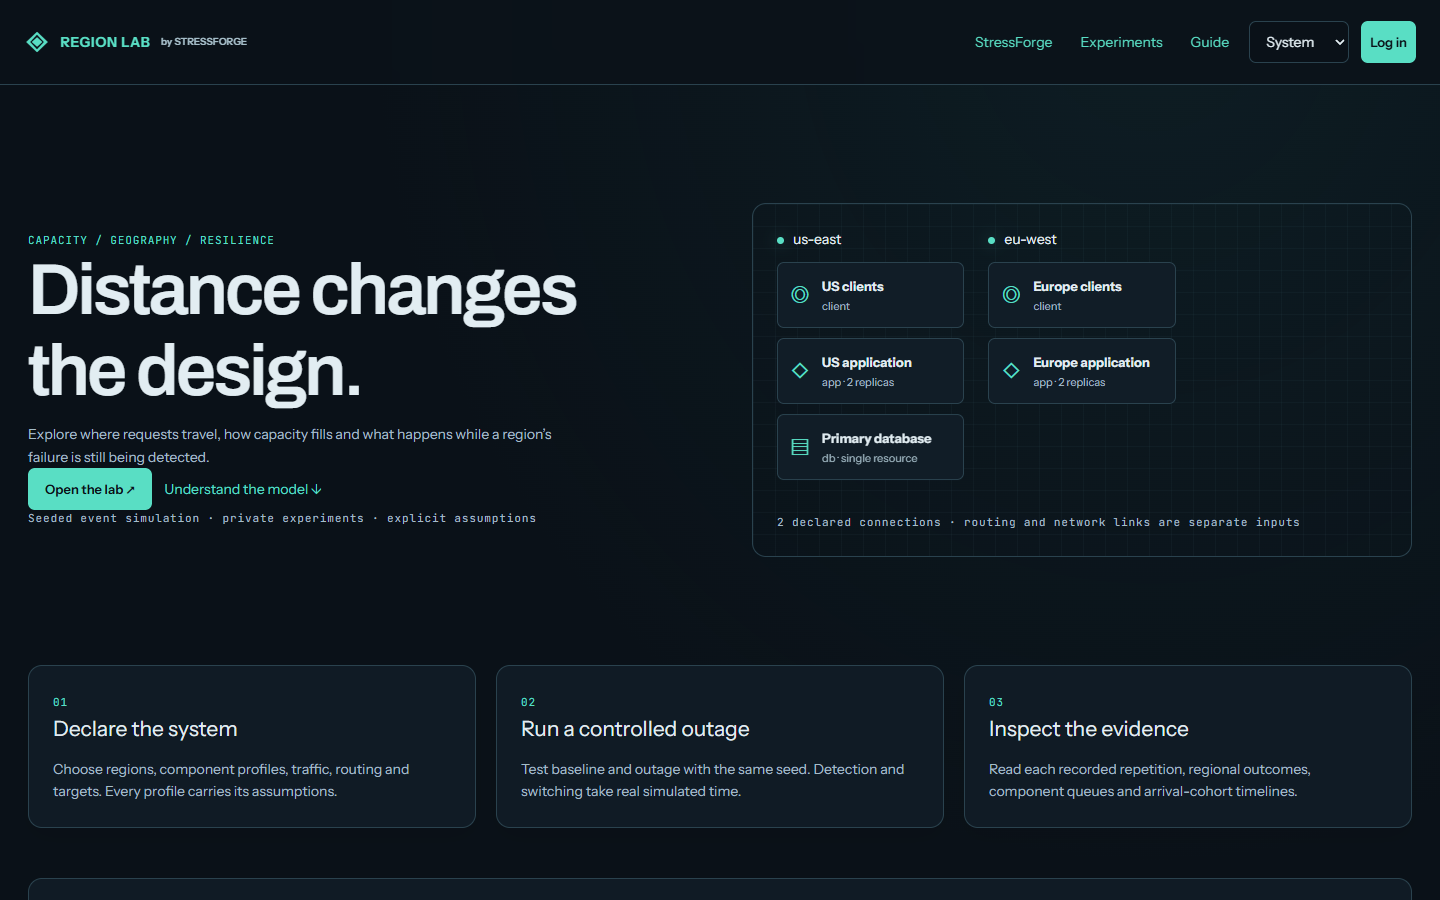 REGION LAB by STRESSFORGE
StressForge Experiments Guide System Log in
CAPACITY / GEOGRAPHY / RESILIENCE
Distance changes
the design.
Explore where requests travel, how capacity fills and what happens while a region's
failure is still being detected.
Open the lab ↗ Understand the model ↓
Seeded event simulation · private experiments · explicit assumptions
us-east
US clients
client
US application
app · 2 replicas
Primary database
db · single resource
eu-west
Europe clients
client
Europe application
app · 2 replicas
2 declared connections · routing and network links are separate inputs
01
Declare the system
Choose regions, component profiles, traffic, routing and
targets. Every profile carries its assumptions.
02
Run a controlled outage
Test baseline and outage with the same seed. Detection and
switching take real simulated time.
03
Inspect the evidence
Read each recorded repetition, regional outcomes,
component queues and arrival-cohort timelines.